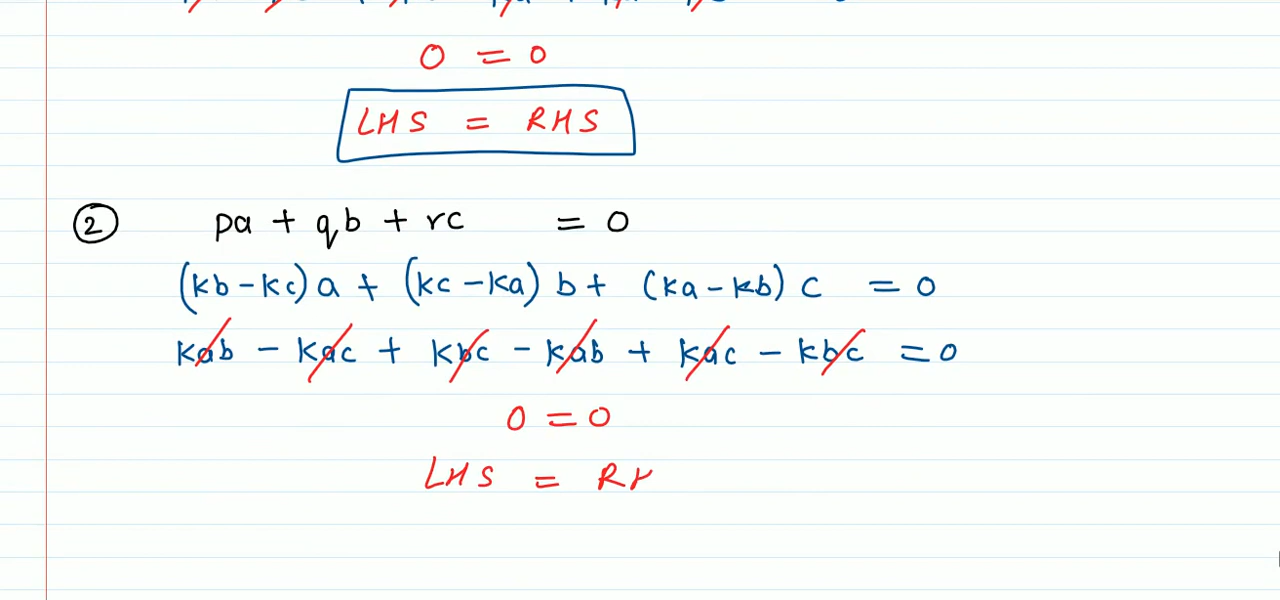 0 = 0
LHS = RHS
② pa + qb + rc = 0
(kb - kc) a + (kc - ka) b + (ka - kb) c = 0
kab - kac + kbc - kab + kac - kbc = 0
0 = 0
LHS = RH